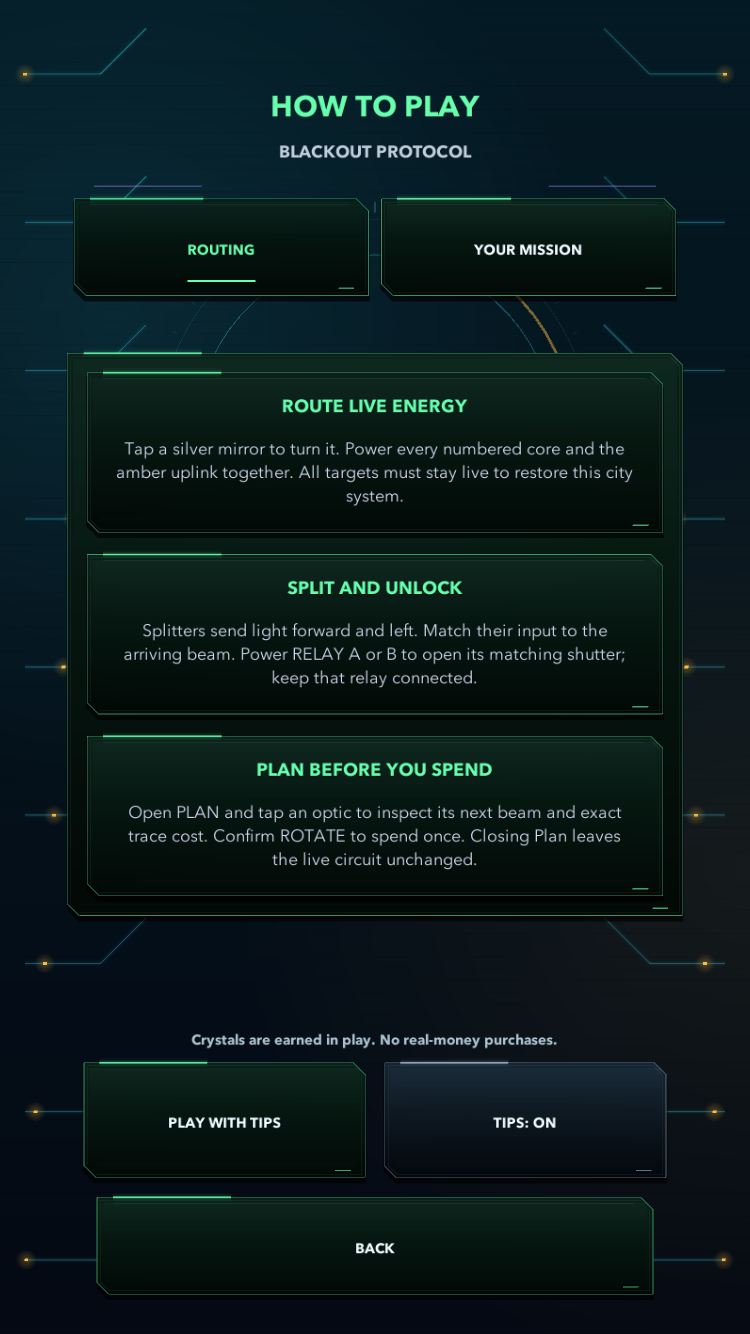 HOW TO PLAY
BLACKOUT PROTOCOL
ROUTING
YOUR MISSION
ROUTE LIVE ENERGY
Tap a silver mirror to turn it. Power every numbered core and the
amber uplink together. All targets must stay live to restore this city
system.
SPLIT AND UNLOCK
Splitters send light forward and left. Match their input to the
arriving beam. Power RELAY A or B to open its matching shutter;
keep that relay connected.
PLAN BEFORE YOU SPEND
Open PLAN and tap an optic to inspect its next beam and exact
trace cost. Confirm ROTATE to spend once. Closing Plan leaves
the live circuit unchanged.
Crystals are earned in play. No real-money purchases.
PLAY WITH TIPS
TIPS: ON
BACK